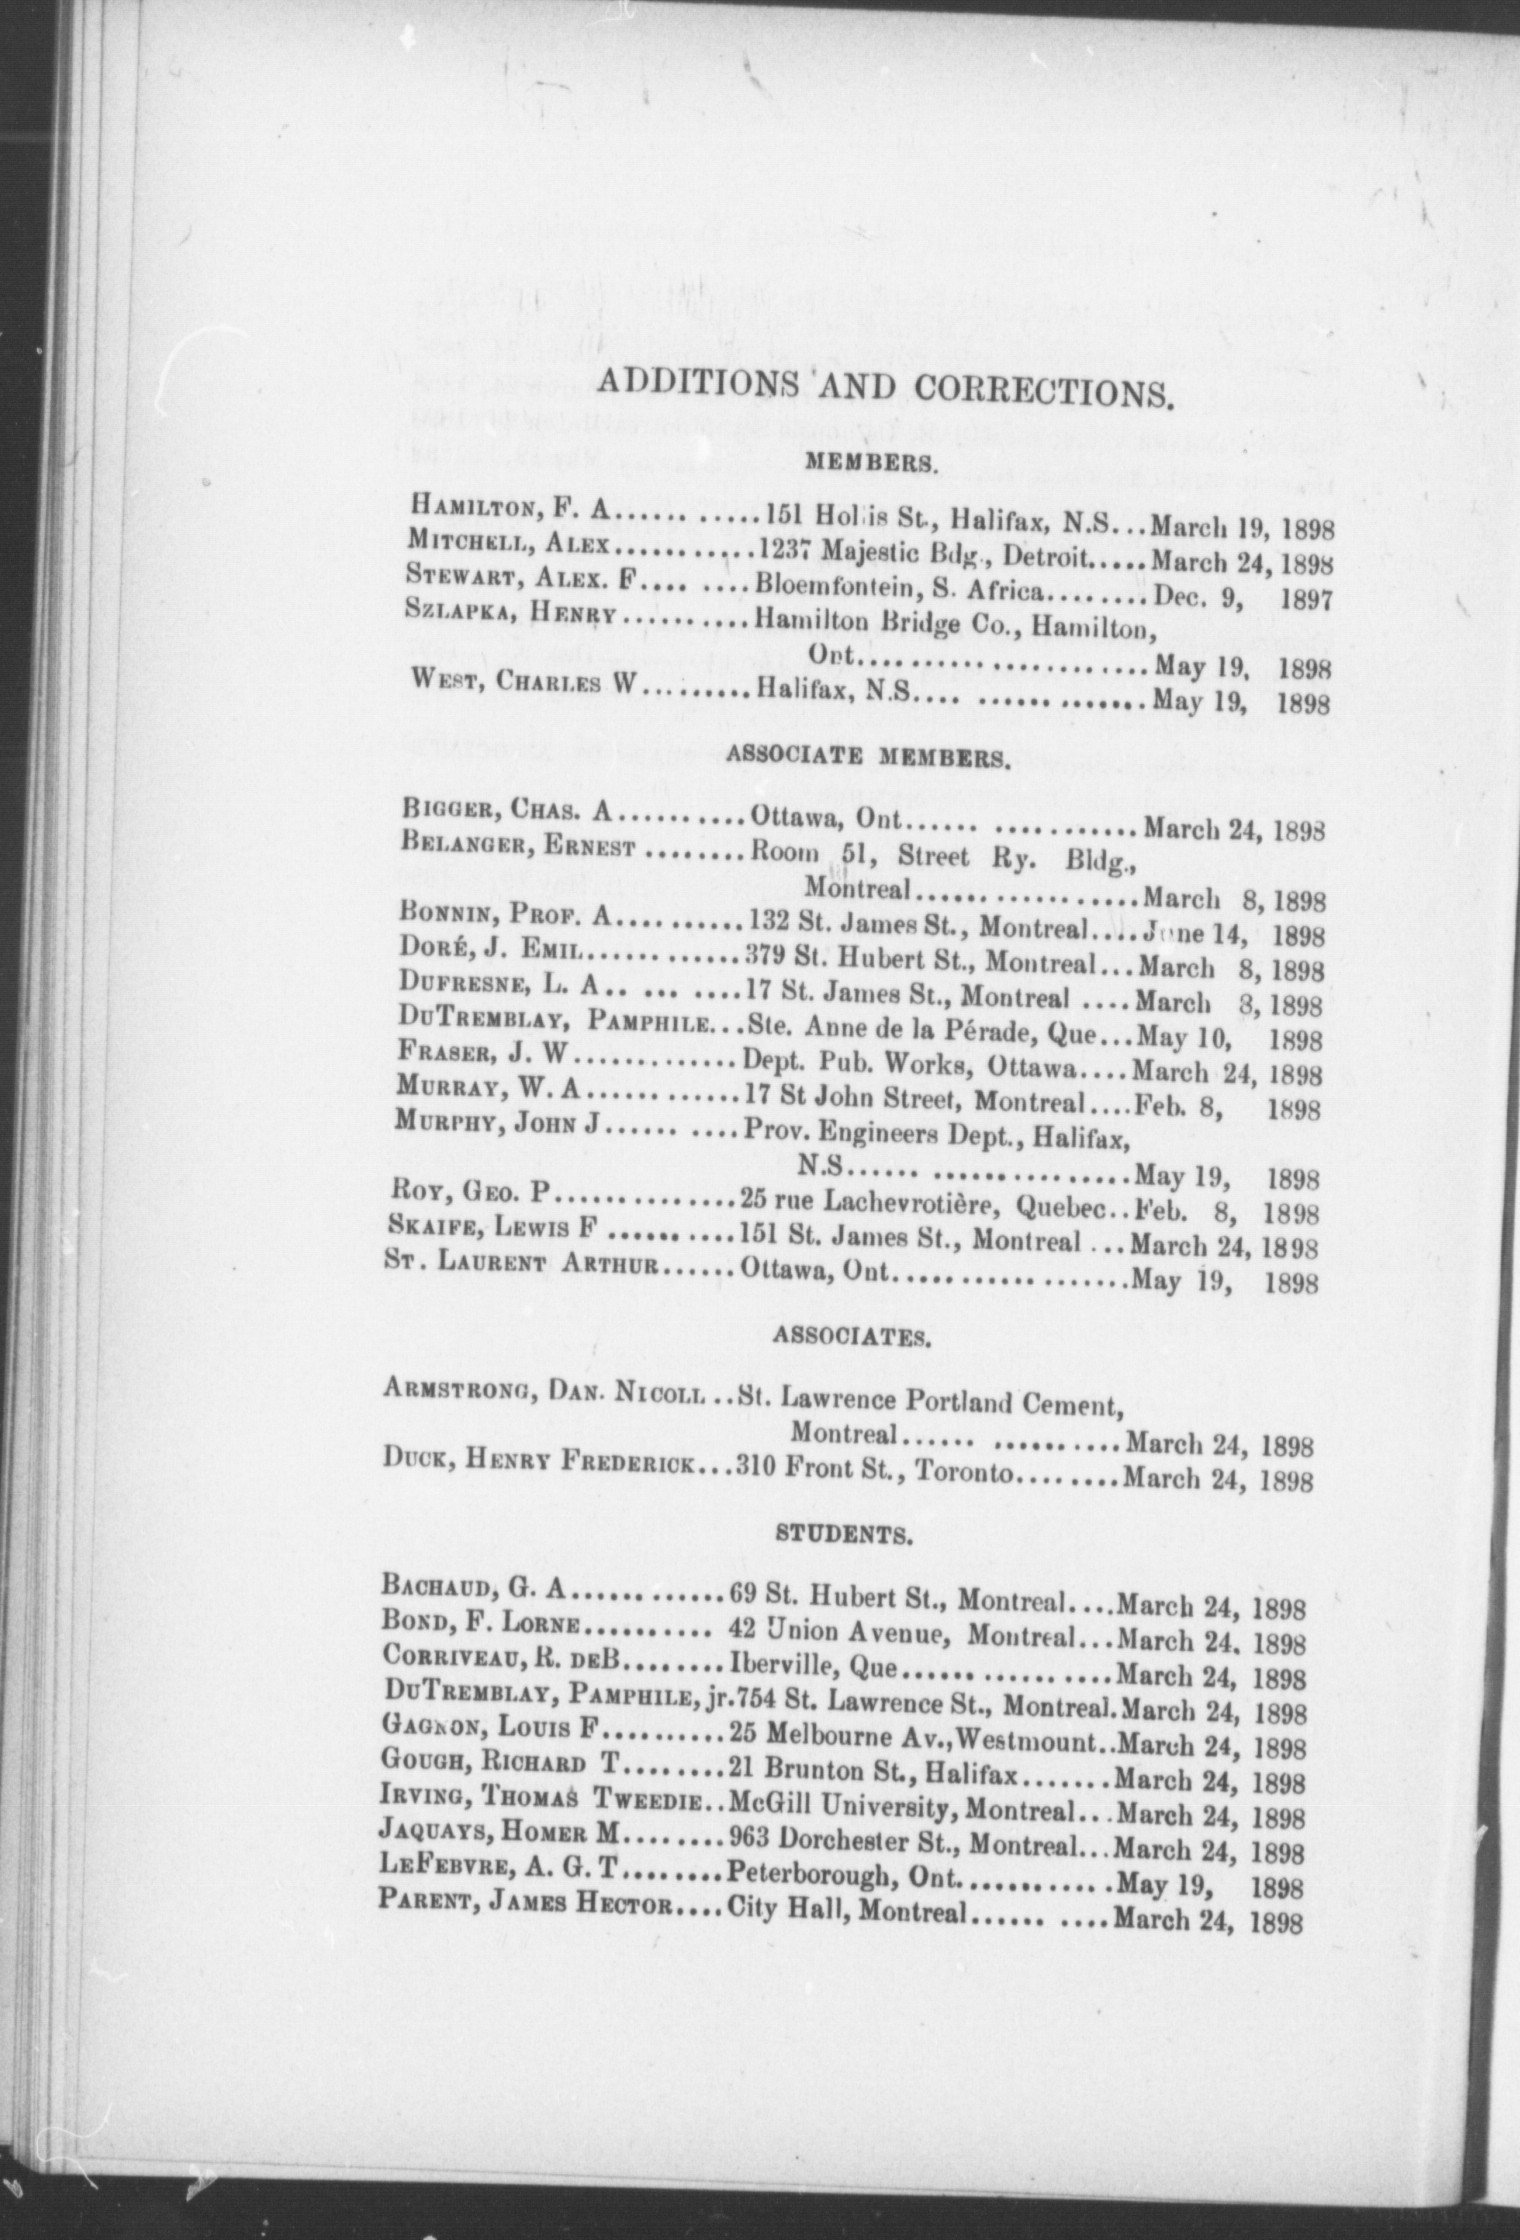 ADDITIONS AND CORRECTIONS.
MEMBERS.
HAMILTON, F. A...... .....151 Hollis St., Halifax, N.S...March 19, 1898
MITCHELL, ALEX...........1237 Majestic Bdg., Detroit.....March 24, 1898
STEWART, ALEX. F.... ....Bloemfontein, S. Africa........Dec. 9, 1897
SZLAPKA, HENRY..........Hamilton Bridge Co., Hamilton,
Ont.......... ............May 19, 1898
WEST, CHARLES W.........Halifax, N.S.... ...... .......May 19, 1898
ASSOCIATE MEMBERS.
BIGGER, CHAS. A..........Ottawa, Ont...... ...........March 24, 1898
BELANGER, ERNEST ........Room 51, Street Ry. Bldg.,
Montreal...... ...........March 8, 1898
BONNIN, PROF. A..........132 St. James St., Montreal....June 14, 1898
DORÉ, J. EMIL............379 St. Hubert St., Montreal...March 8, 1898
DUFRESNE, L. A.. ... ....17 St. James St., Montreal ....March 8, 1898
DUTREMBLAY, PAMPHILE...Ste. Anne de la Pérade, Que...May 10, 1898
FRASER, J. W.............Dept. Pub. Works, Ottawa....March 24, 1898
MURRAY, W. A............17 St John Street, Montreal....Feb. 8, 1898
MURPHY, JOHN J...... ....Prov. Engineers Dept., Halifax,
N.S...... ...............May 19, 1898
ROY, GEO. P..............25 rue Lachevrotière, Quebec..Feb. 8, 1898
SKAIFE, LEWIS F ..........151 St. James St., Montreal ...March 24, 1898
ST. LAURENT ARTHUR......Ottawa, Ont........... .......May 19, 1898
ASSOCIATES.
ARMSTRONG, DAN. NICOLL ..St. Lawrence Portland Cement,
Montreal...... ..........March 24, 1898
DUCK, HENRY FREDERICK...310 Front St., Toronto........March 24, 1898
STUDENTS.
BACHAUD, G. A............69 St. Hubert St., Montreal....March 24, 1898
BOND, F. LORNE.......... 42 Union Avenue, Montreal...March 24. 1898
CORRIVEAU, R. DEB........Iberville, Que...... ..........March 24, 1898
DUTREMBLAY, PAMPHILE, jr.754 St. Lawrence St., Montreal.March 24, 1898
GAGNON, LOUIS F..........25 Melbourne Av., Westmount..March 24, 1898
GOUGH, RICHARD T........21 Brunton St., Halifax.......March 24, 1898
IRVING, THOMAS TWEEDIE..McGill University, Montreal...March 24, 1898
JAQUAYS, HOMER M........963 Dorchester St., Montreal...March 24, 1898
LEFEBVRE, A. G. T........Peterborough, Ont............May 19, 1898
PARENT, JAMES HECTOR....City Hall, Montreal...... ....March 24, 1898